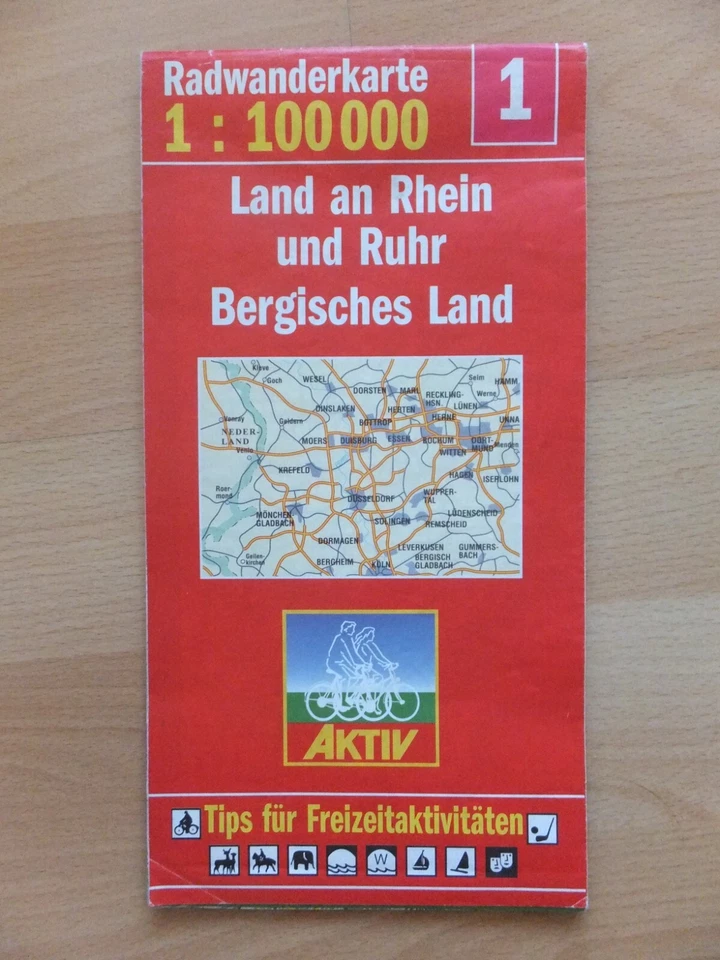 Radwanderkarte
1 : 100 000
1
Land an Rhein
und Ruhr
Bergisches Land
Kleve
Goch
WESEL
DORSTEN
MARL
Selm
HAMM
RECKLING-
HSN.
Werne
LÜNEN
DINSLAKEN
HERTEN
HERNE
UNNA
Venray
Geldern
BOTTROP
NEDER-
LAND
MOERS
DUISBURG
ESSEN
BOCHUM
DORT-
MUND
Menden
Venlo
WITTEN
KREFELD
HAGEN
ISERLOHN
Roer-
mond
DÜSSELDORF
WUPPER-
TAL
MÖNCHEN-
GLADBACH
SOLINGEN
REMSCHEID
LÜDENSCHEID
DORMAGEN
LEVERKUSEN
GUMMERS-
BACH
Geilen-
kirchen
BERGHEIM
KÖLN
BERGISCH
GLADBACH
AKTIV
Tips für Freizeitaktivitäten
W